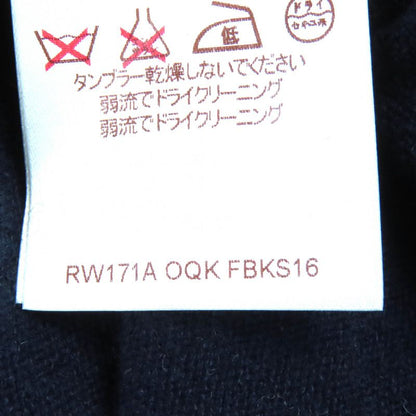 低
ドライ
セキユ系
タンブラー乾燥しないでください
弱流でドライクリーニング
弱流でドライクリーニング
RW171A OQK FBKS16